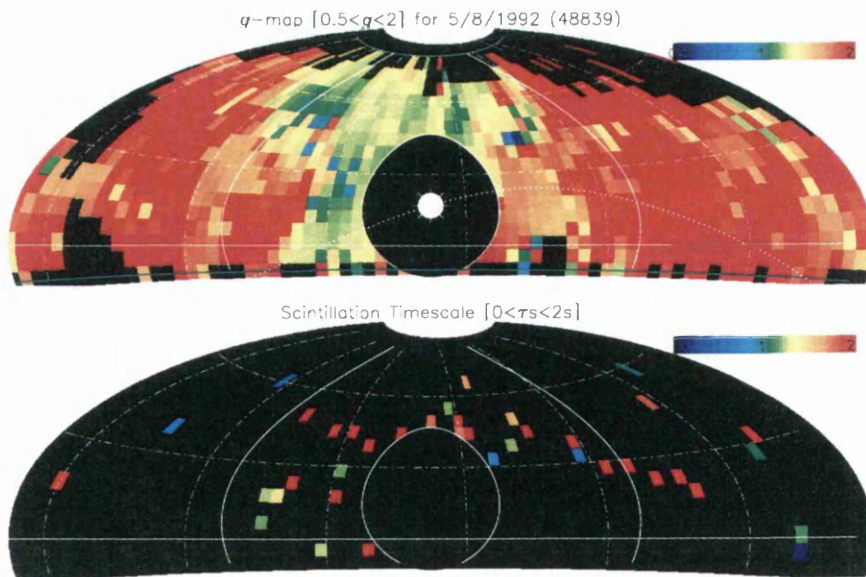 q-map [0.5<q<2] for 5/8/1992 (48839)
1 2
Scintillation Timescale [0<τs<2s]
1 2